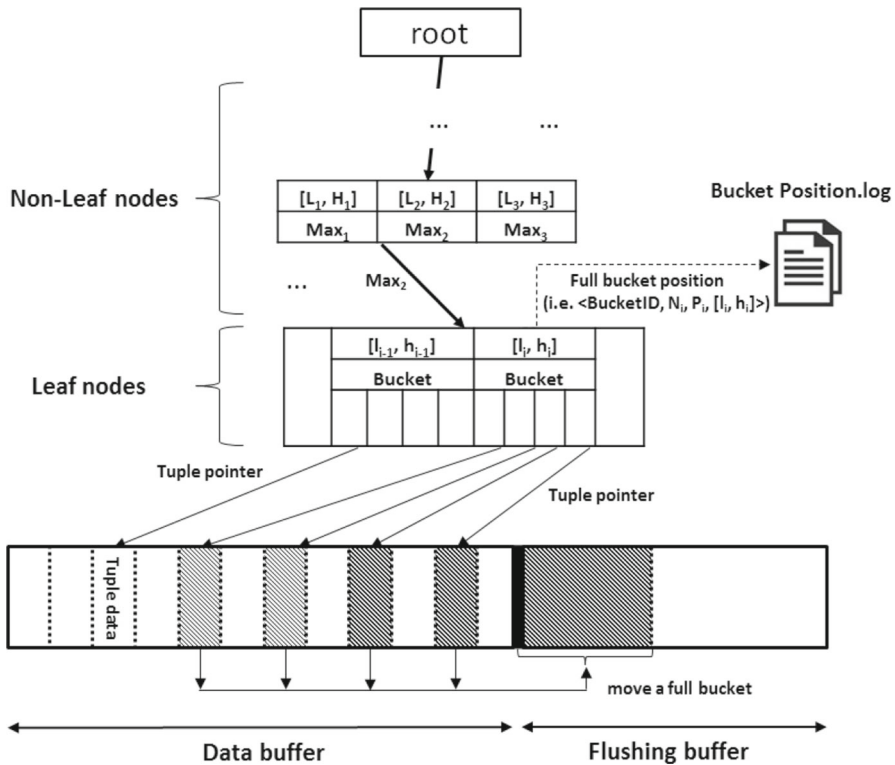 root
... ...
Non-Leaf nodes
[L1, H1] [L2, H2] [L3, H3]
Max1 Max2 Max3
Bucket Position.log
... Max2
Full bucket position
(i.e. <BucketID, Ni, Pi, [li, hi]>)
Leaf nodes
[li-1, hi-1] [li, hi]
Bucket Bucket
Tuple pointer
Tuple pointer
Tuple data
move a full bucket
Data buffer
Flushing buffer